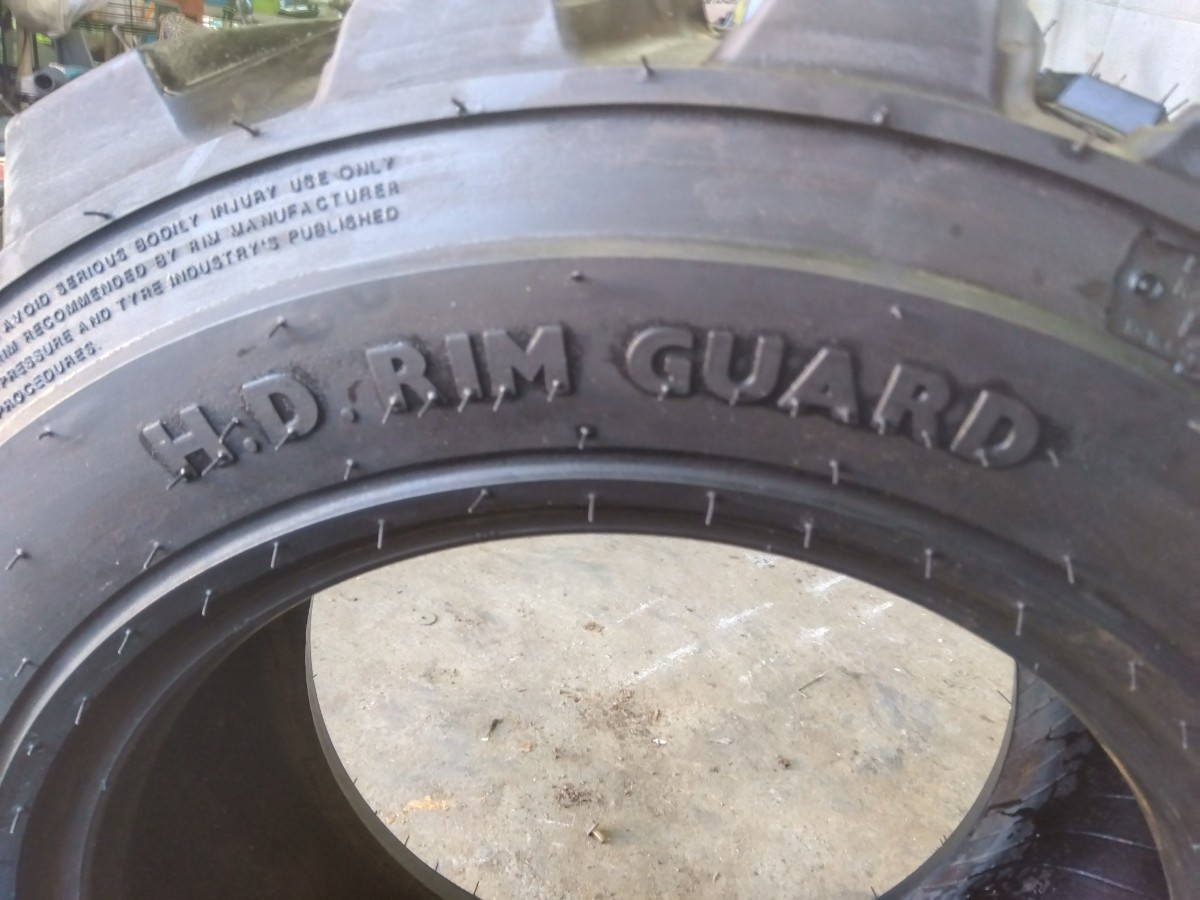 AVOID SERIOUS BODILY INJURY USE ONLY
RIM RECOMMENDED BY RIM MANUFACTURER
PRESSURE AND TYRE INDUSTRY'S PUBLISHED
PROCEDURES.
H.D. RIM GUARD